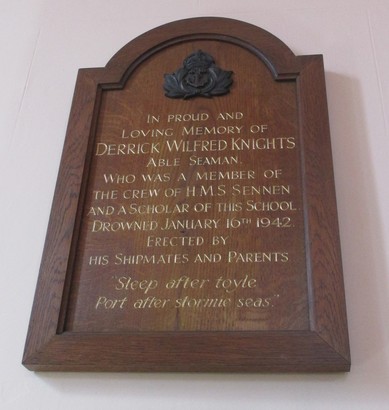 In proud and
loving Memory of
Derrick Wilfred Knights
Able Seaman.
Who was a member of
the crew of H.M.S Sennen
and a Scholar of this School
Drowned January 16th 1942.
Erected by
his Shipmates and Parents
"Sleep after toyle
Port after stormie seas."